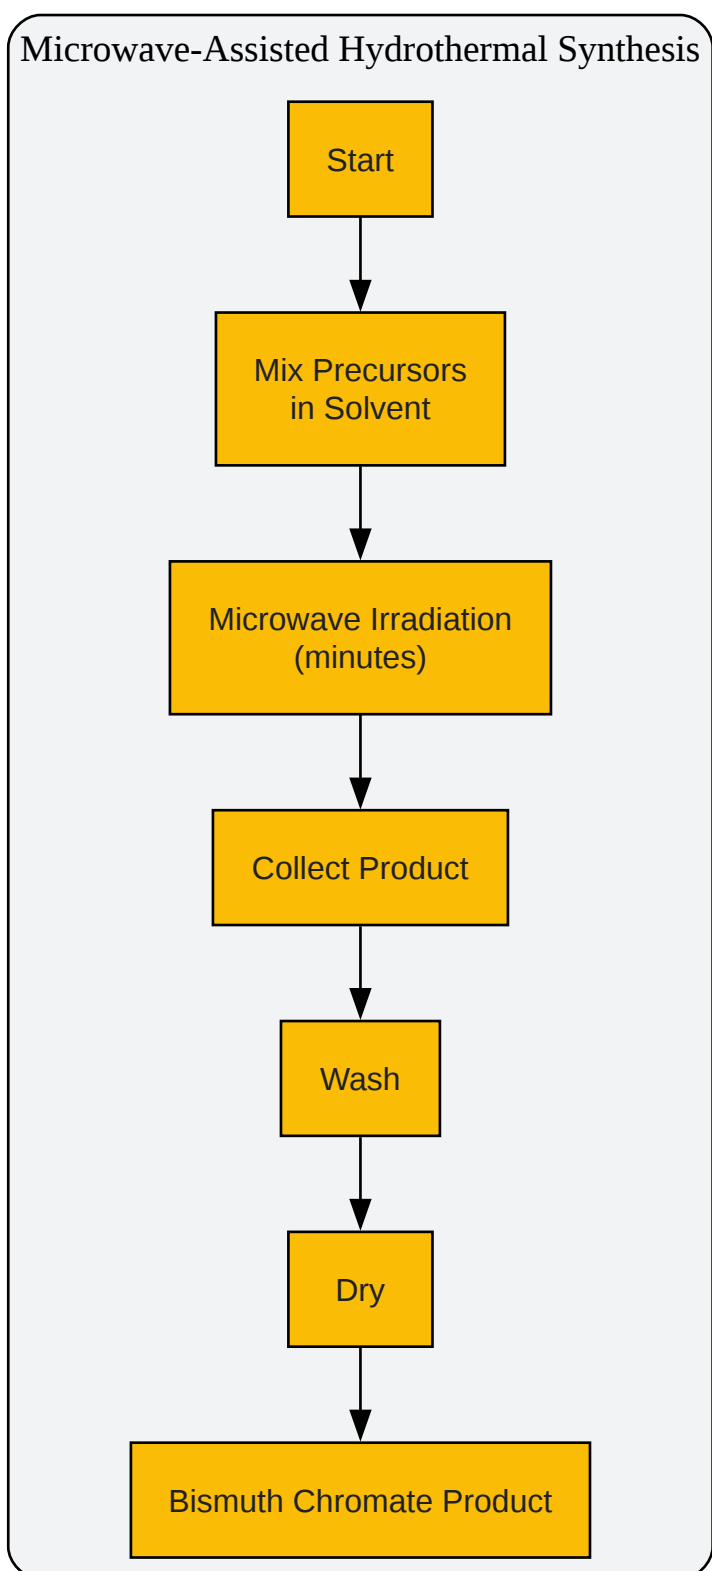 Microwave-Assisted Hydrothermal Synthesis
Start
Mix Precursors
in Solvent
Microwave Irradiation
(minutes)
Collect Product
Wash
Dry
Bismuth Chromate Product